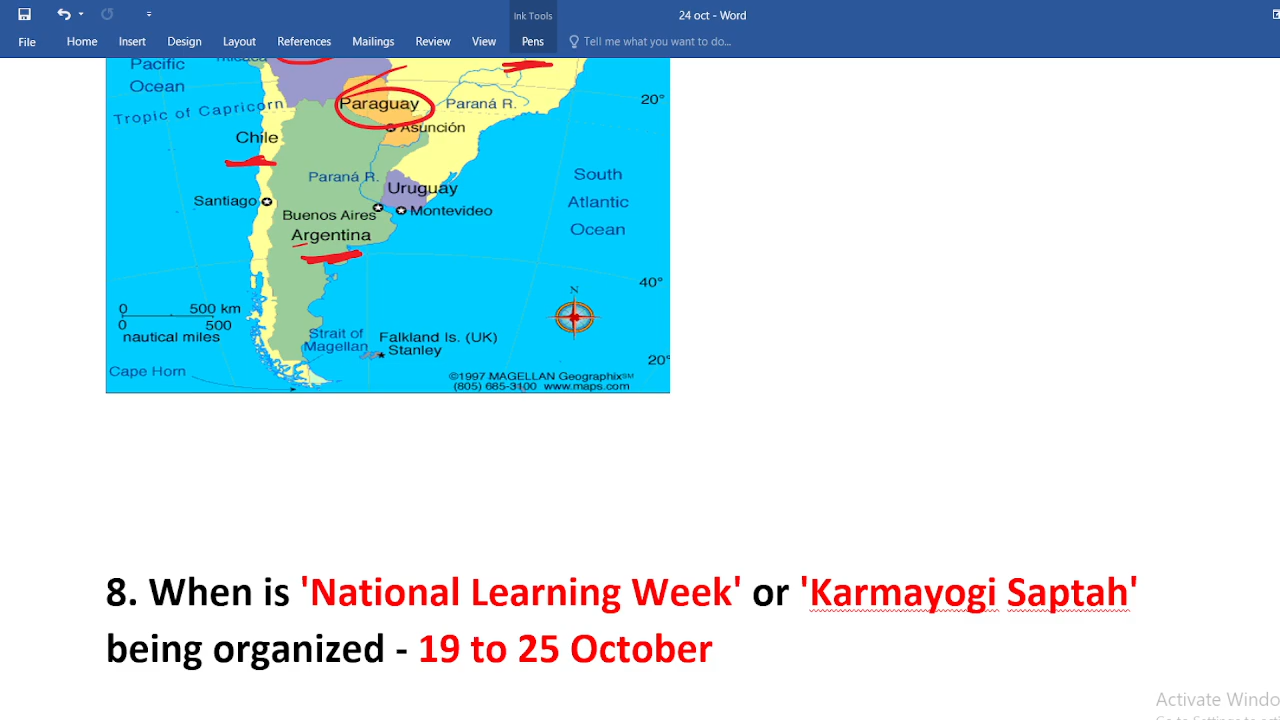 24 oct - Word
Ink Tools
File Home Insert Design Layout References Mailings Review View Pens Tell me what you want to do...
Pacific
Ocean
Tropic of Capricorn
Paraguay
Paraná R.
20°
Asunción
Chile
Paraná R.
Uruguay
South
Atlantic
Ocean
Santiago
Buenos Aires
Montevideo
Argentina
40°
N
0 500 km
0 500
nautical miles
Strait of
Magellan
Falkland Is. (UK)
Stanley
20°
Cape Horn
©1997 MAGELLAN Geographix℠
(805) 685-3100 www.maps.com
8. When is 'National Learning Week' or 'Karmayogi Saptah'
being organized - 19 to 25 October
Activate Windo